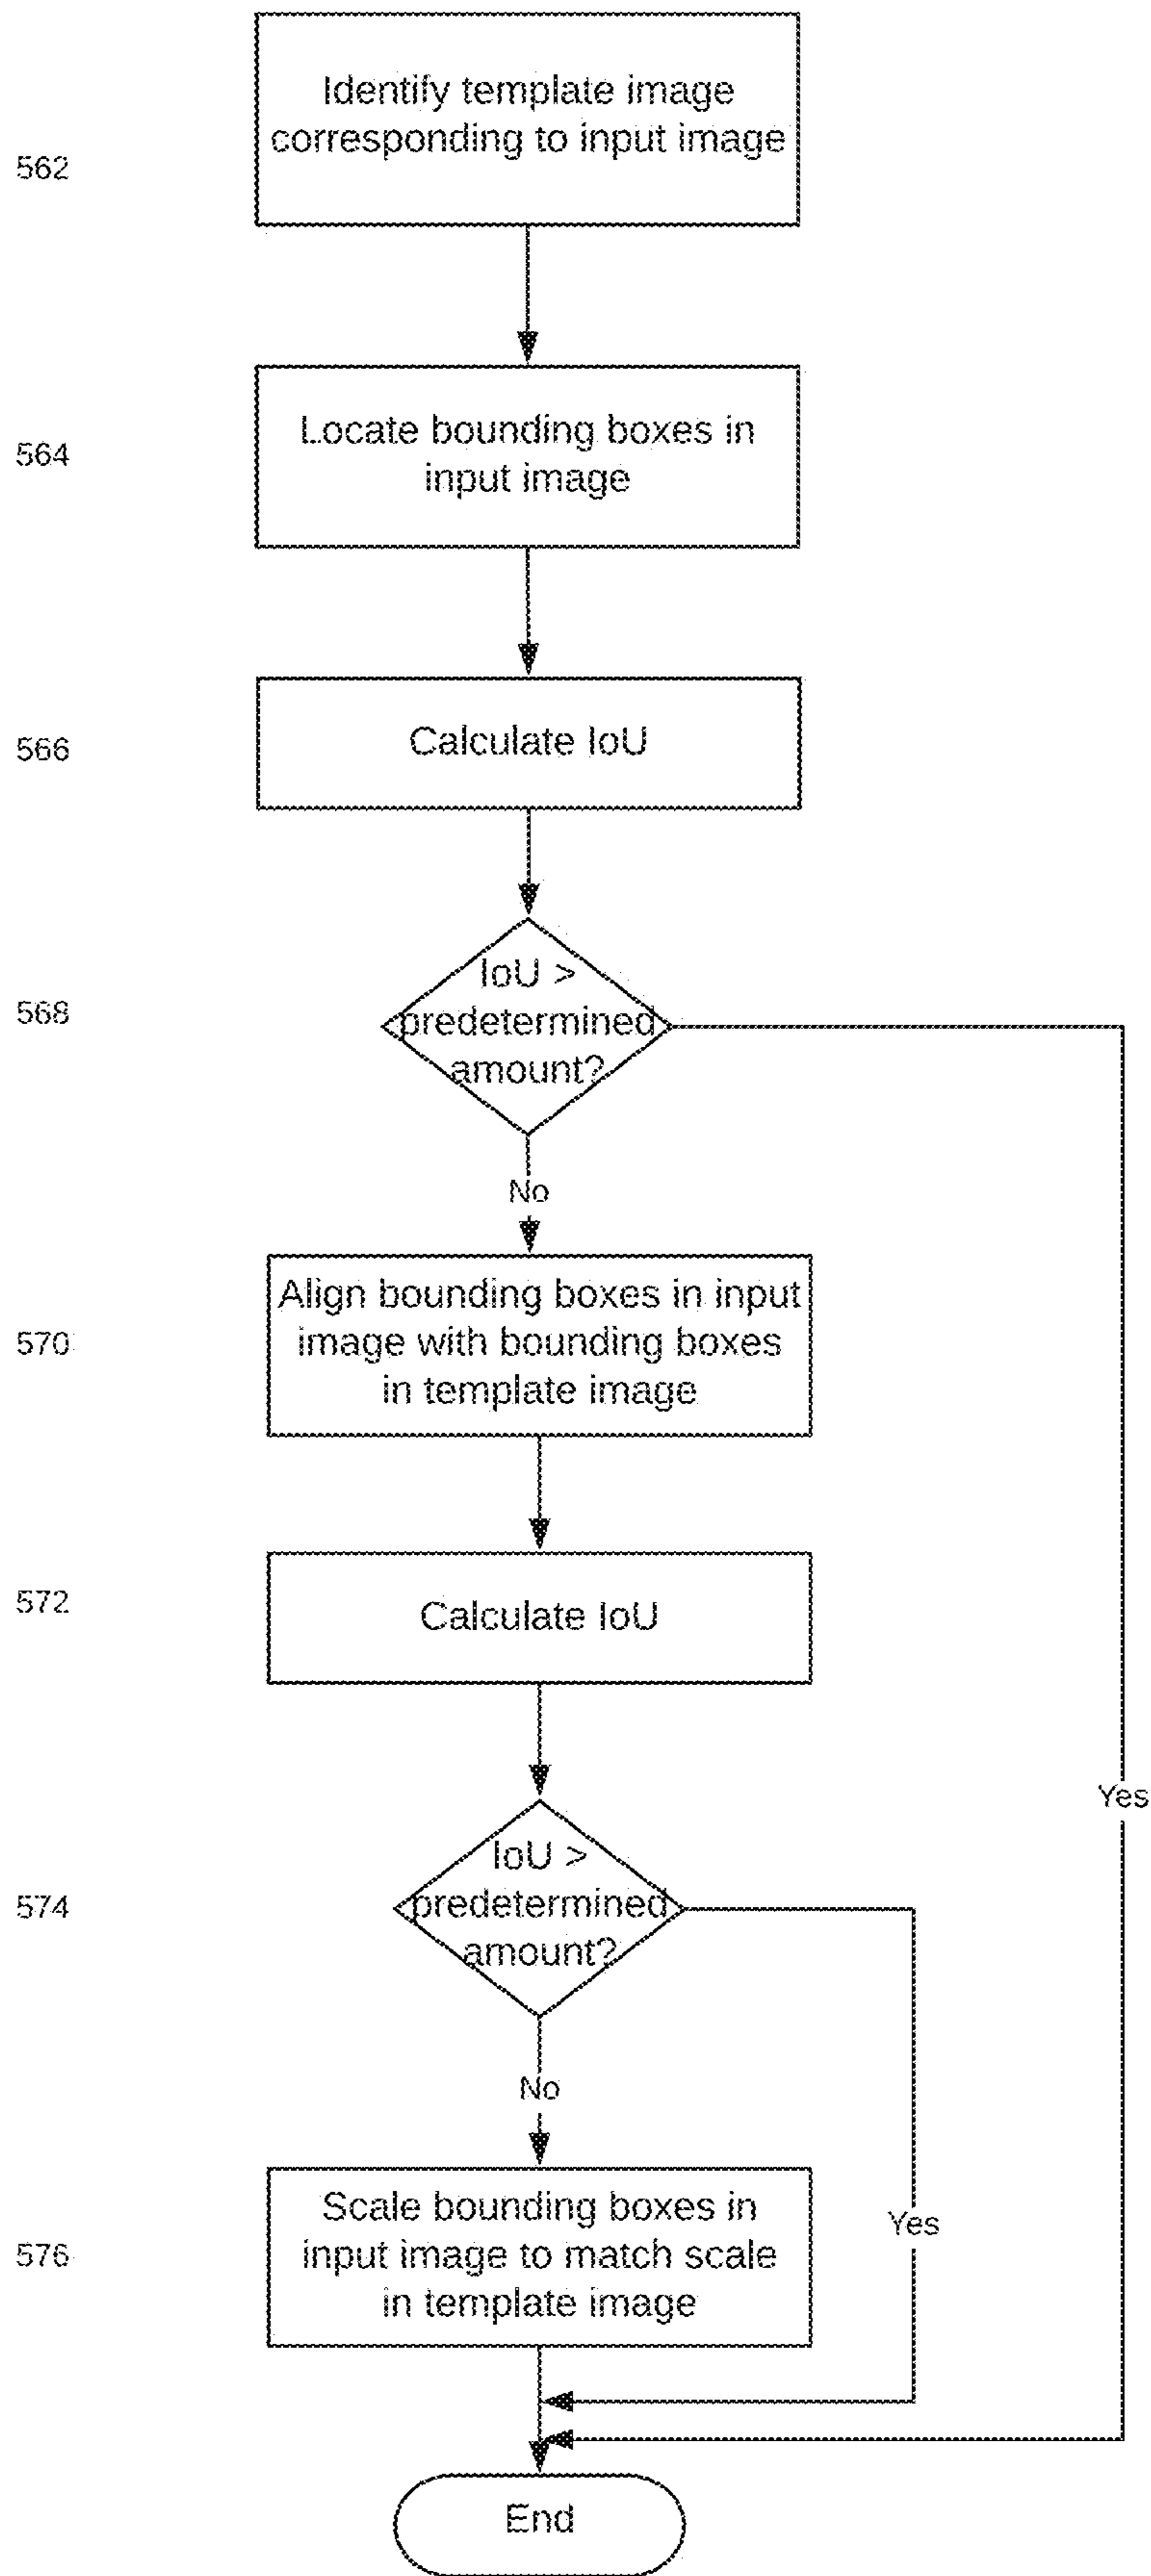 562
Identify template image
corresponding to input image
564
Locate bounding boxes in
input image
566
Calculate IoU
568
IoU >
predetermined
amount?
No
570
Align bounding boxes in input
image with bounding boxes
in template image
572
Calculate IoU
Yes
574
IoU >
predetermined
amount?
No
576
Scale bounding boxes in
input image to match scale
in template image
Yes
End